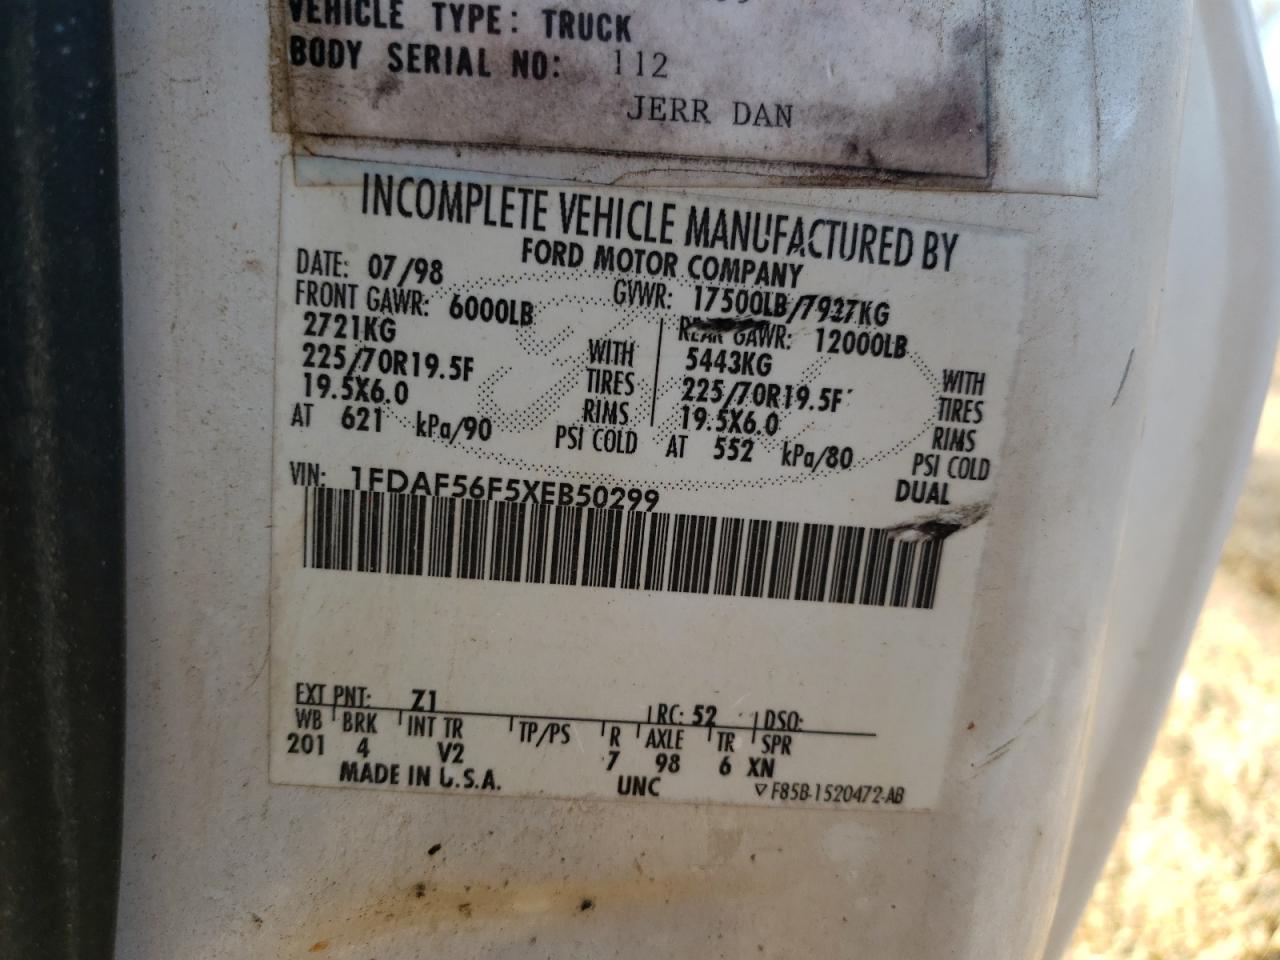 VEHICLE TYPE: TRUCK
BODY SERIAL NO: 112
JERR DAN
INCOMPLETE VEHICLE MANUFACTURED BY
FORD MOTOR COMPANY
DATE: 07/98 GVWR: 17500LB/7927KG
FRONT GAWR: 6000LB REAR GAWR: 12000LB
2721KG WITH 5443KG WITH
225/70R19.5F TIRES 225/70R19.5F TIRES
19.5X6.0 RIMS 19.5X6.0 RIMS
AT 621 kPa/90 PSI COLD AT 552 kPa/80 PSI COLD
DUAL
VIN: 1FDAF56F5XEB50299
EXT PNT: Z1 RC: 52 DSO:
WB BRK INT TR TP/PS R AXLE TR SPR
201 4 V2 7 98 6 XN
MADE IN U.S.A. UNC F85B-1520472-AB